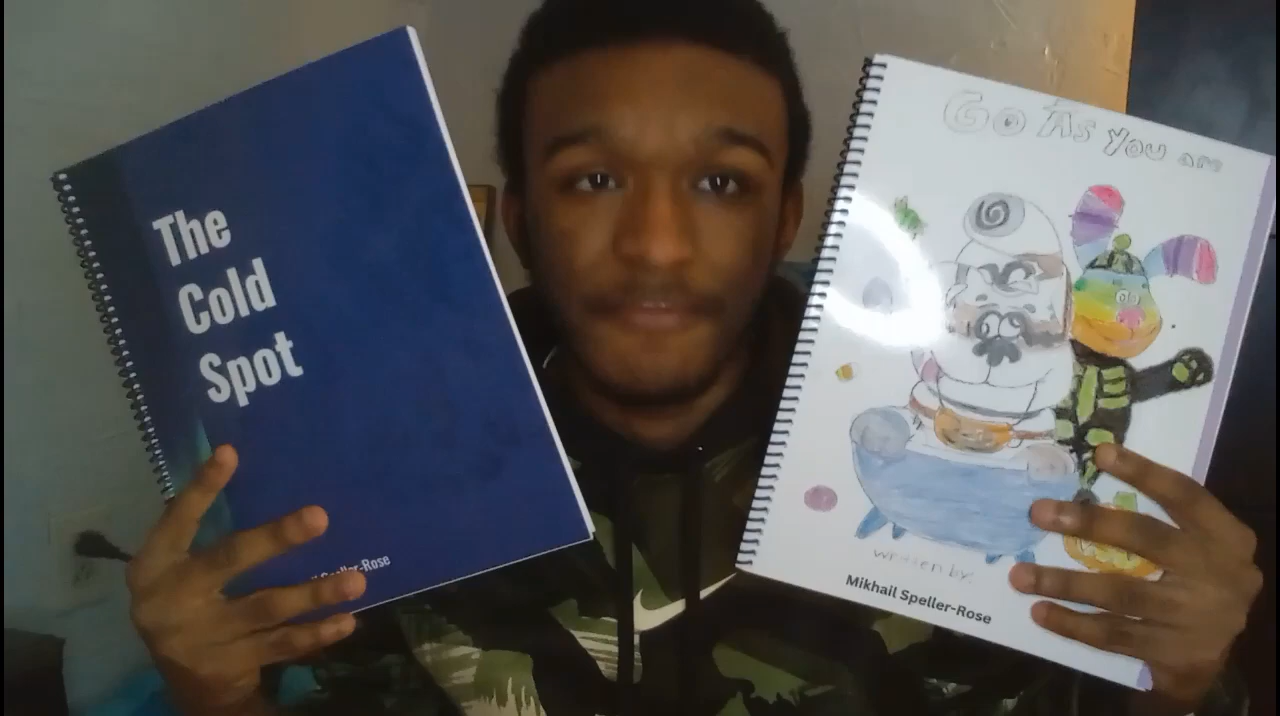 The
Cold
Spot
Speller-Rose
Go As You are
written by:
Mikhail Speller-Rose